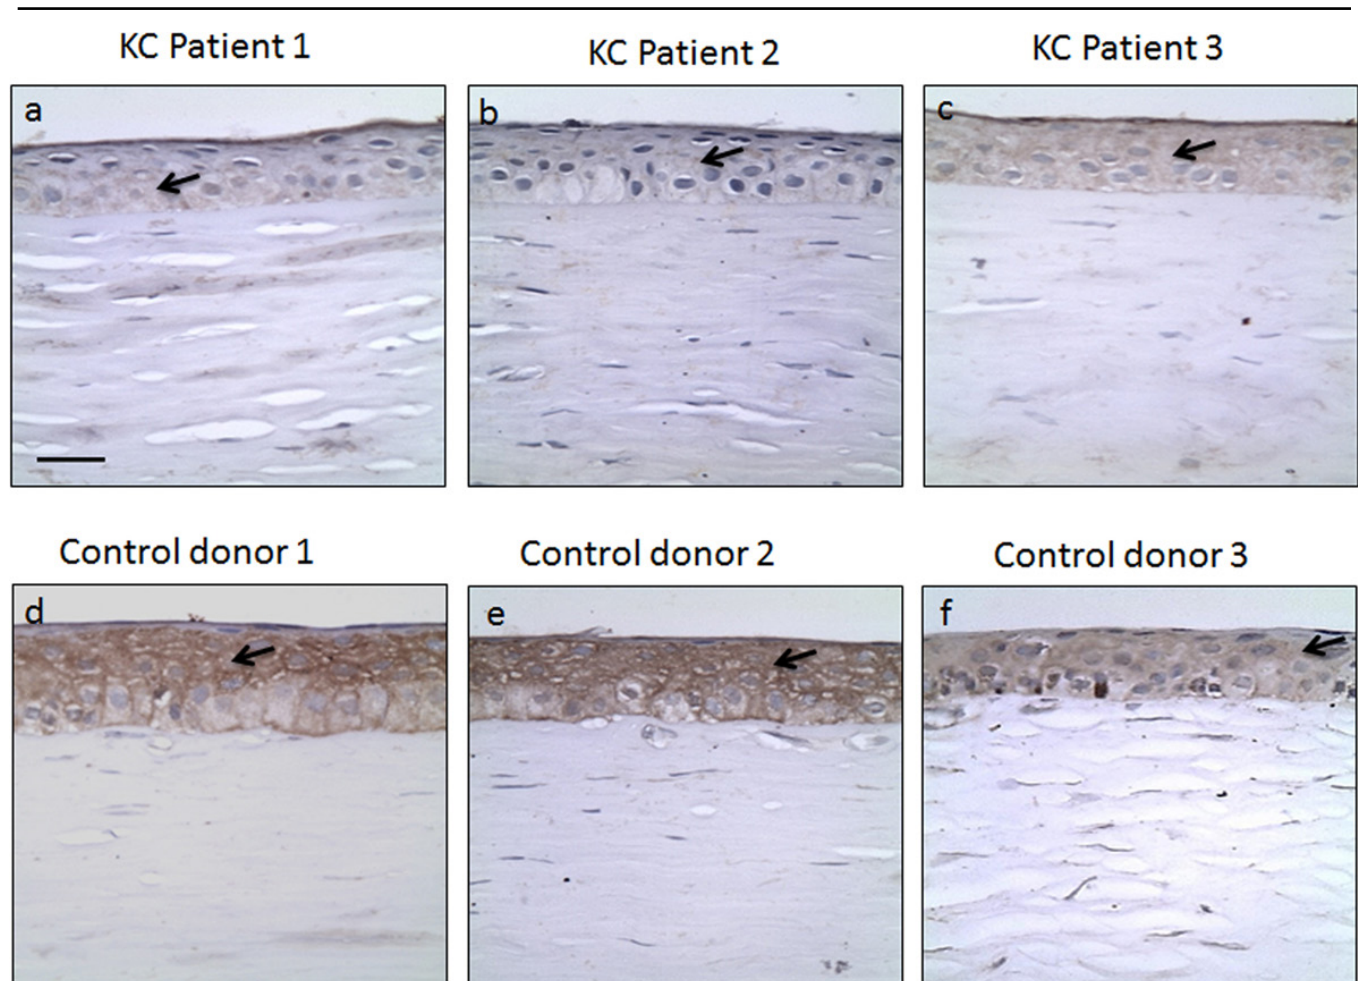 KC Patient 1
KC Patient 2
KC Patient 3
a
b
c
Control donor 1
Control donor 2
Control donor 3
d
e
f